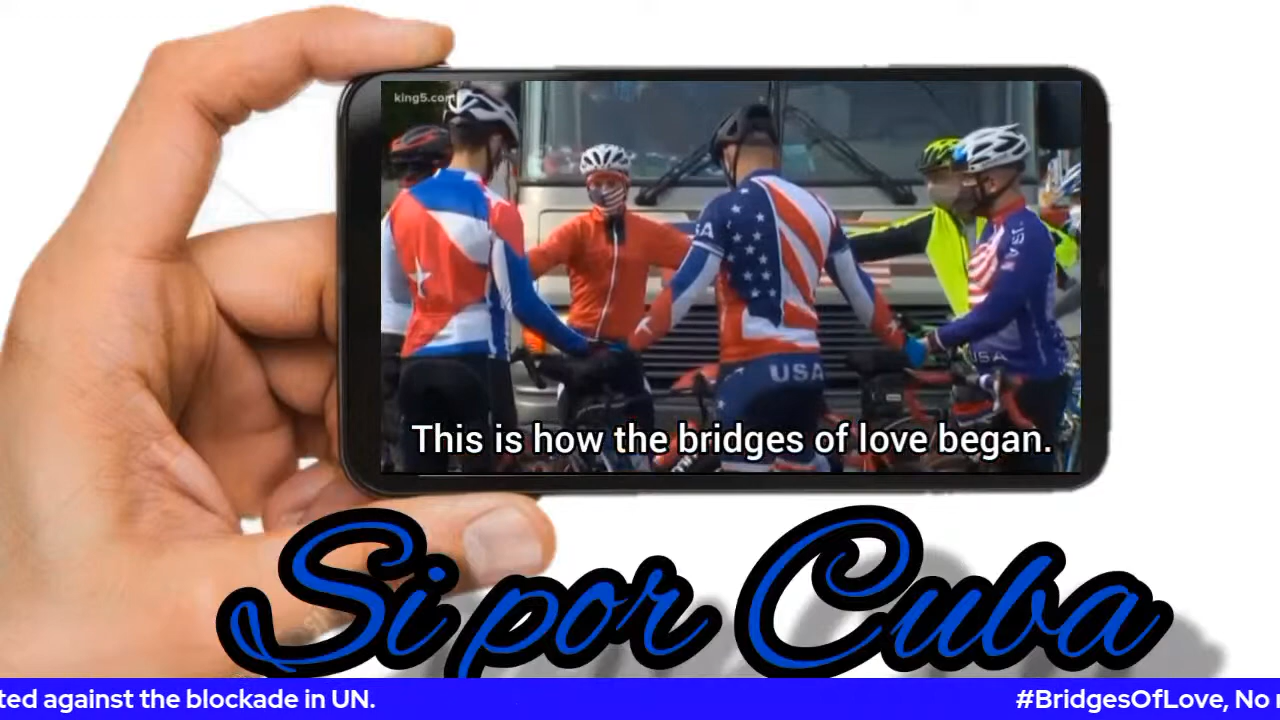 king5.com
USA
USA
This is how the bridges of love began.
Si por Cuba
ted against the blockade in UN.
#BridgesOfLove, No